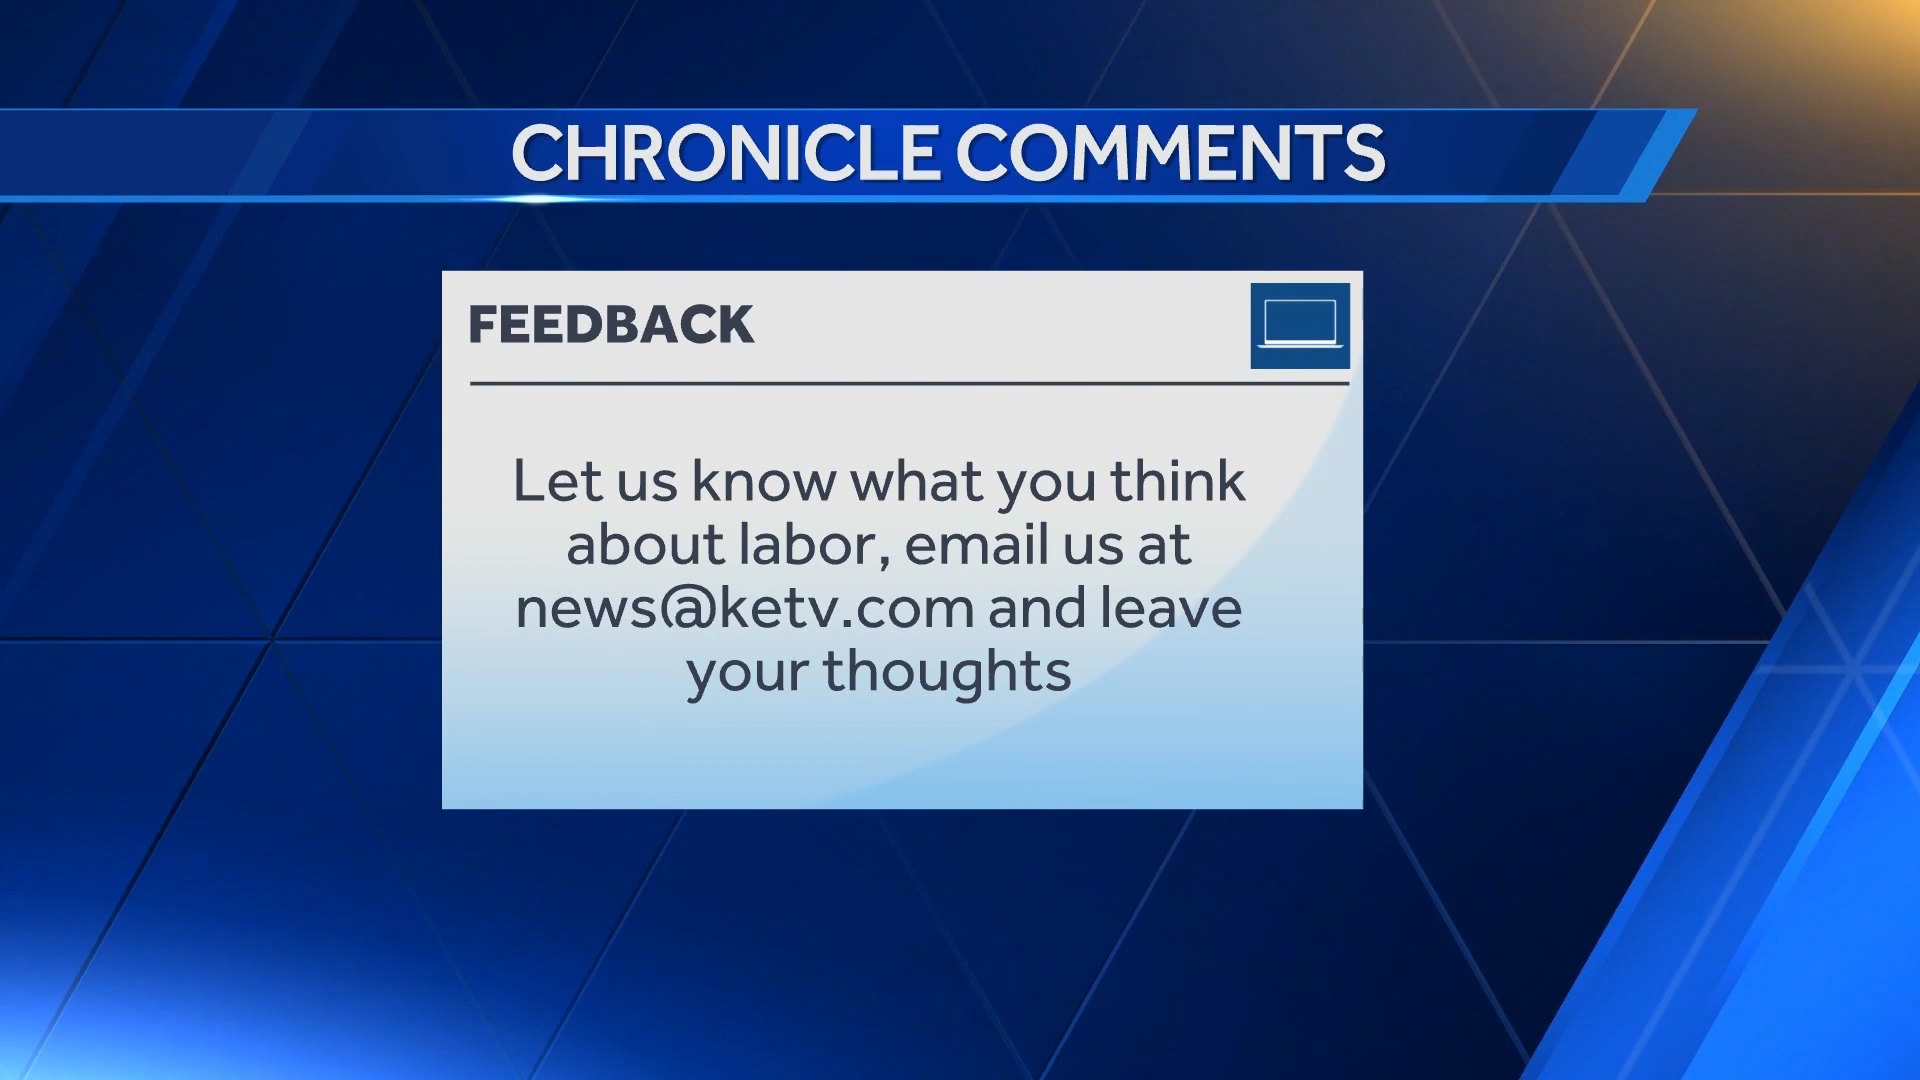 CHRONICLE COMMENTS
FEEDBACK
Let us know what you think
about labor, email us at
news@ketv.com and leave
your thoughts